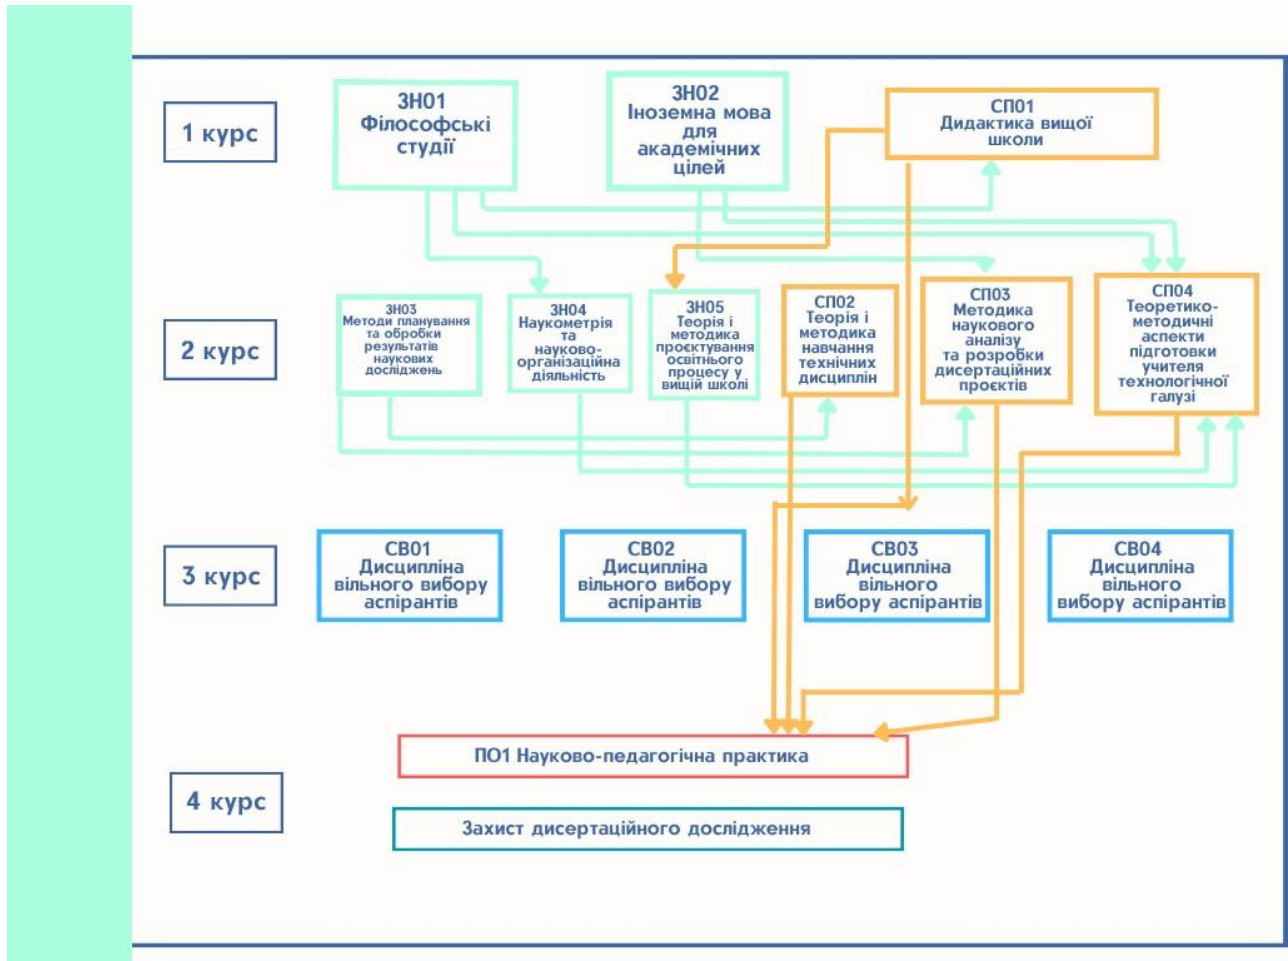 1 курс
ЗН01
Філософські
студії
ЗН02
Іноземна мова
для
академічних
цілей
СП01
Дидактика вищої
школи
2 курс
ЗН03
Методи планування
та обробки
результатів
наукових
досліджень
ЗН04
Наукометрія
та
науково-
організаційна
діяльність
ЗН05
Теорія і
методика
проєктування
освітнього
процесу у
вищій школі
СП02
Теорія і
методика
навчання
технічних
дисциплін
СП03
Методика
наукового
аналізу
та розробки
дисертаційних
проєктів
СП04
Теоретико-
методичні
аспекти
підготовки
учителя
технологічної
галузі
3 курс
СВ01
Дисципліна
вільного вибору
аспірантів
СВ02
Дисципліна
вільного вибору
аспірантів
СВ03
Дисципліна
вільного
вибору аспірантів
СВ04
Дисципліна
вільного
вибору аспірантів
4 курс
ПО1 Науково-педагогічна практика
Захист дисертаційного дослідження